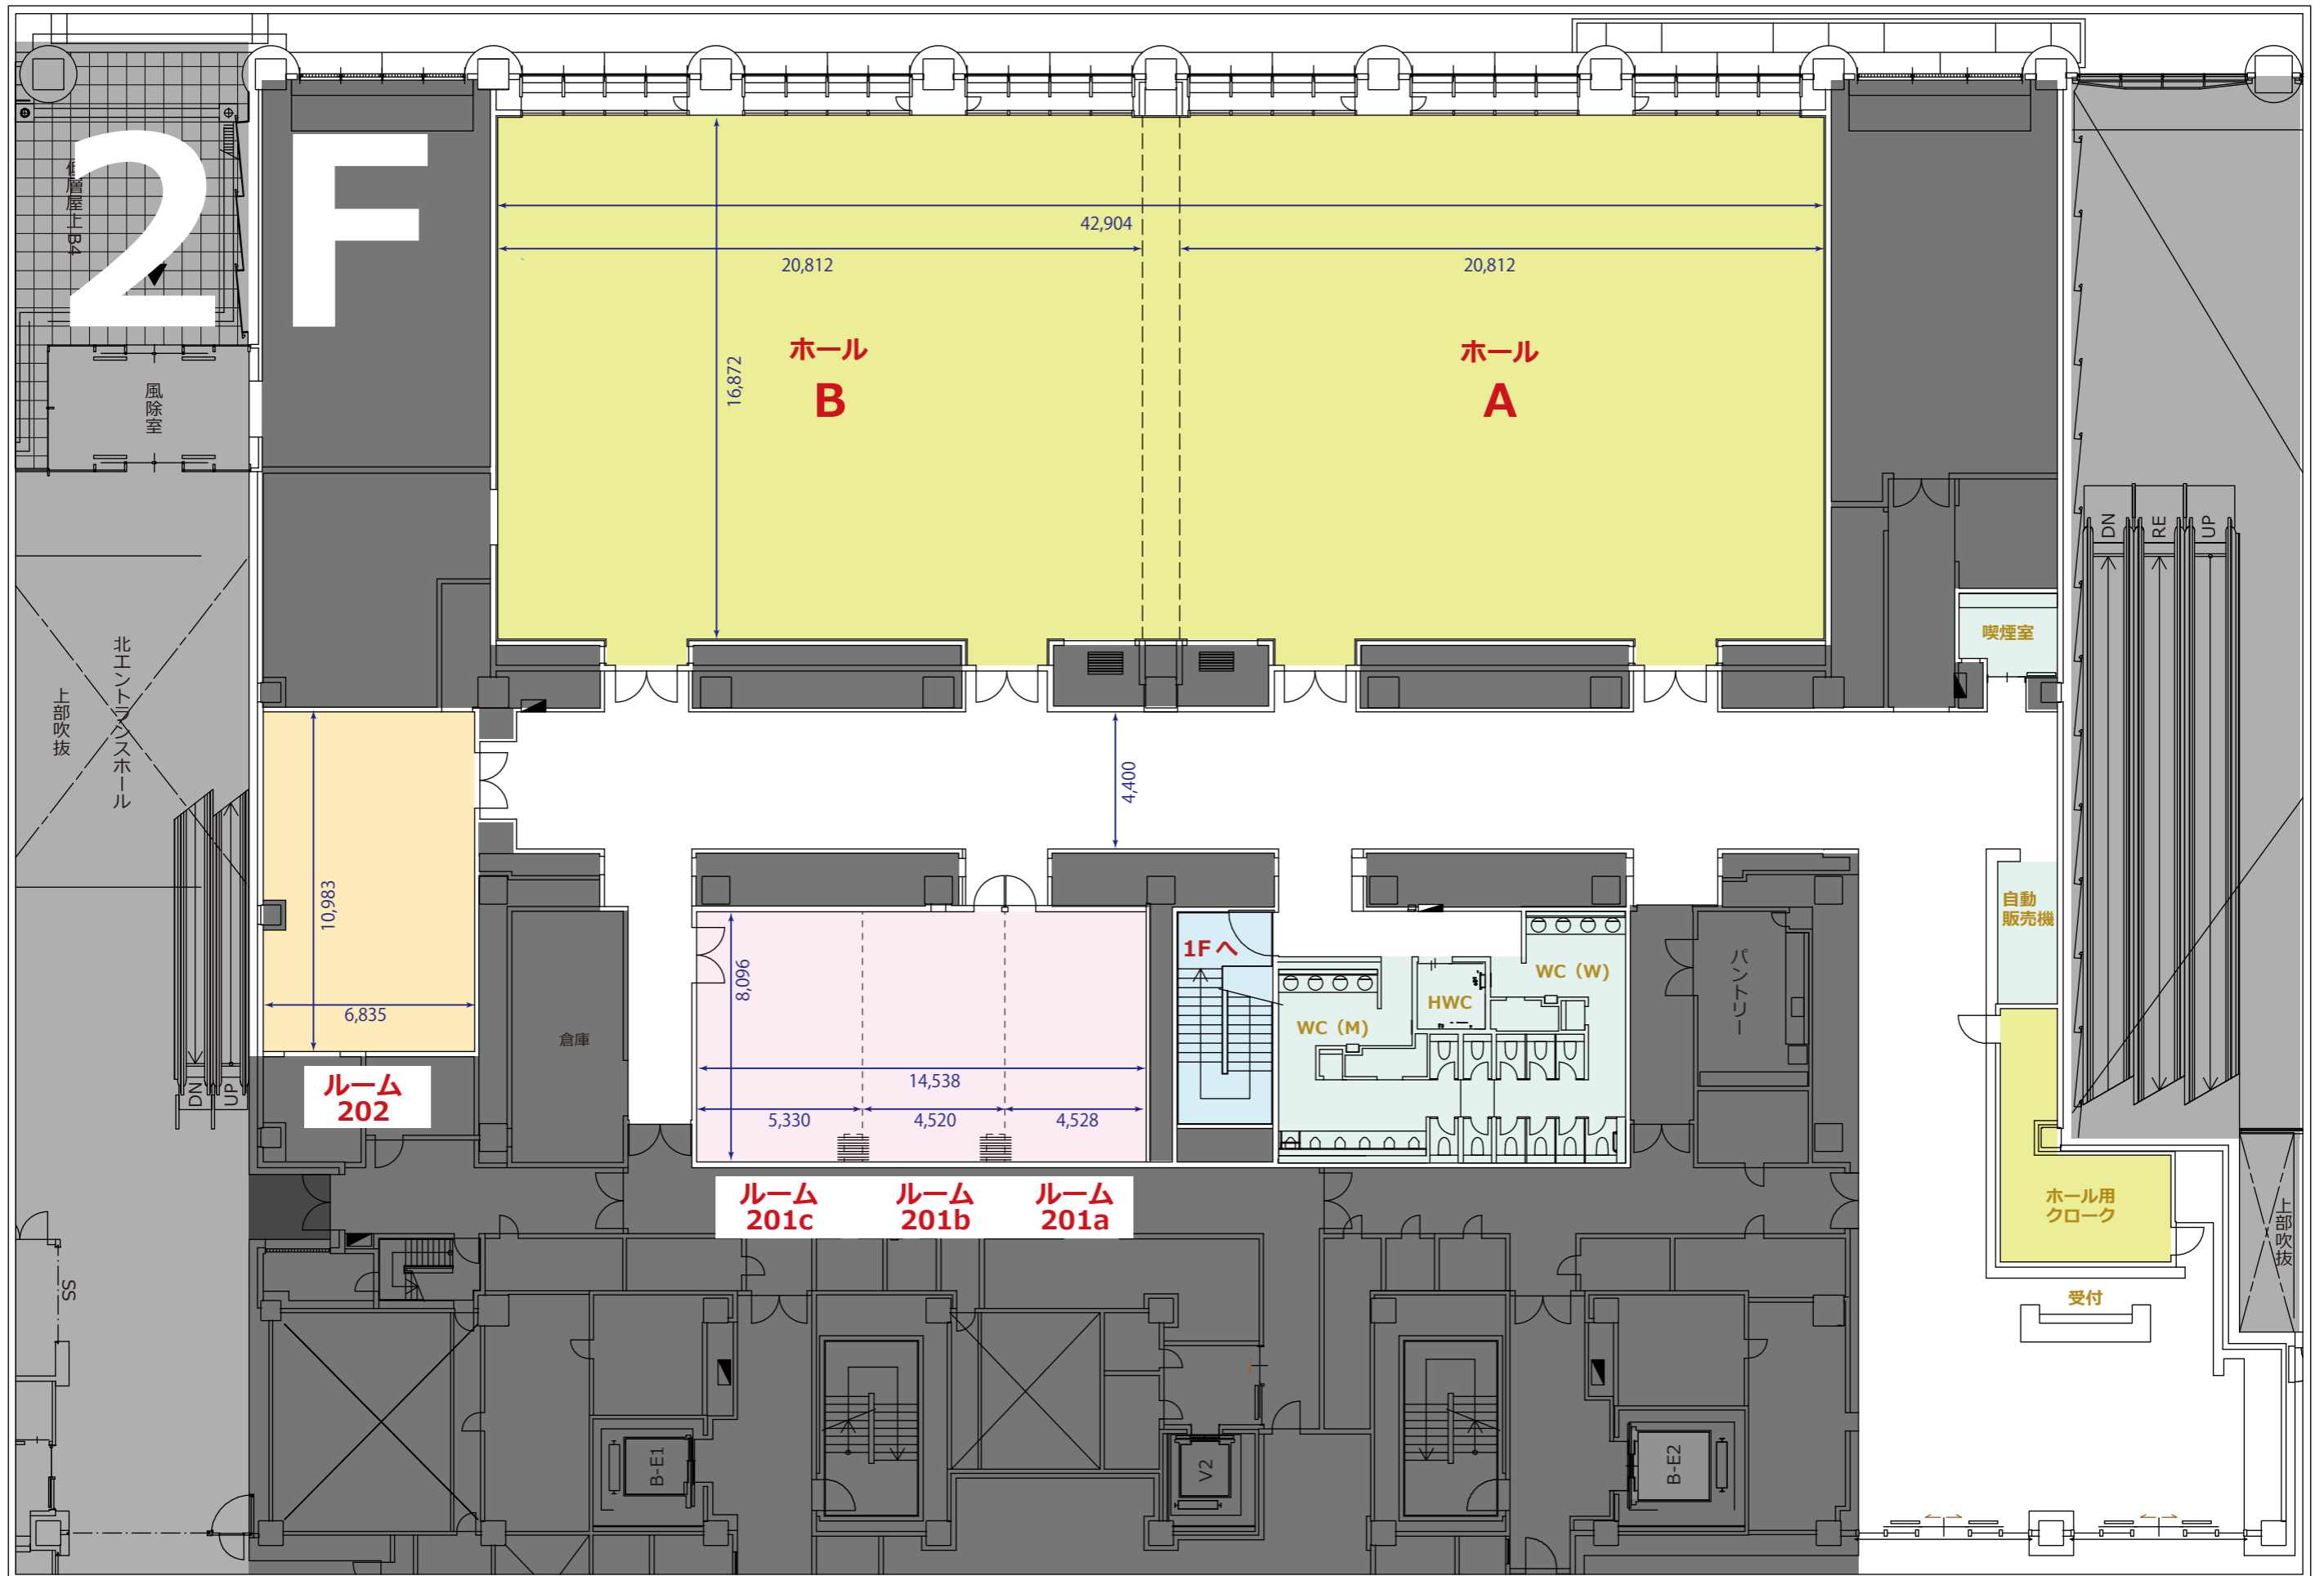 2F
低層屋上B4
風除室
42,904
20,812
20,812
16,872
ホール
B
ホール
A
DN
RE
UP
喫煙室
北エントランスホール
上部吹抜
4,400
10,983
6,835
DN
UP
ルーム
202
倉庫
8,096
14,538
5,330
4,520
4,528
1Fへ
WC（M）
HWC
WC（W）
パントリー
自動
販売機
ルーム
201c
ルーム
201b
ルーム
201a
ホール用
クローク
上部吹抜
受付
SS
B-E1
V2
B-E2